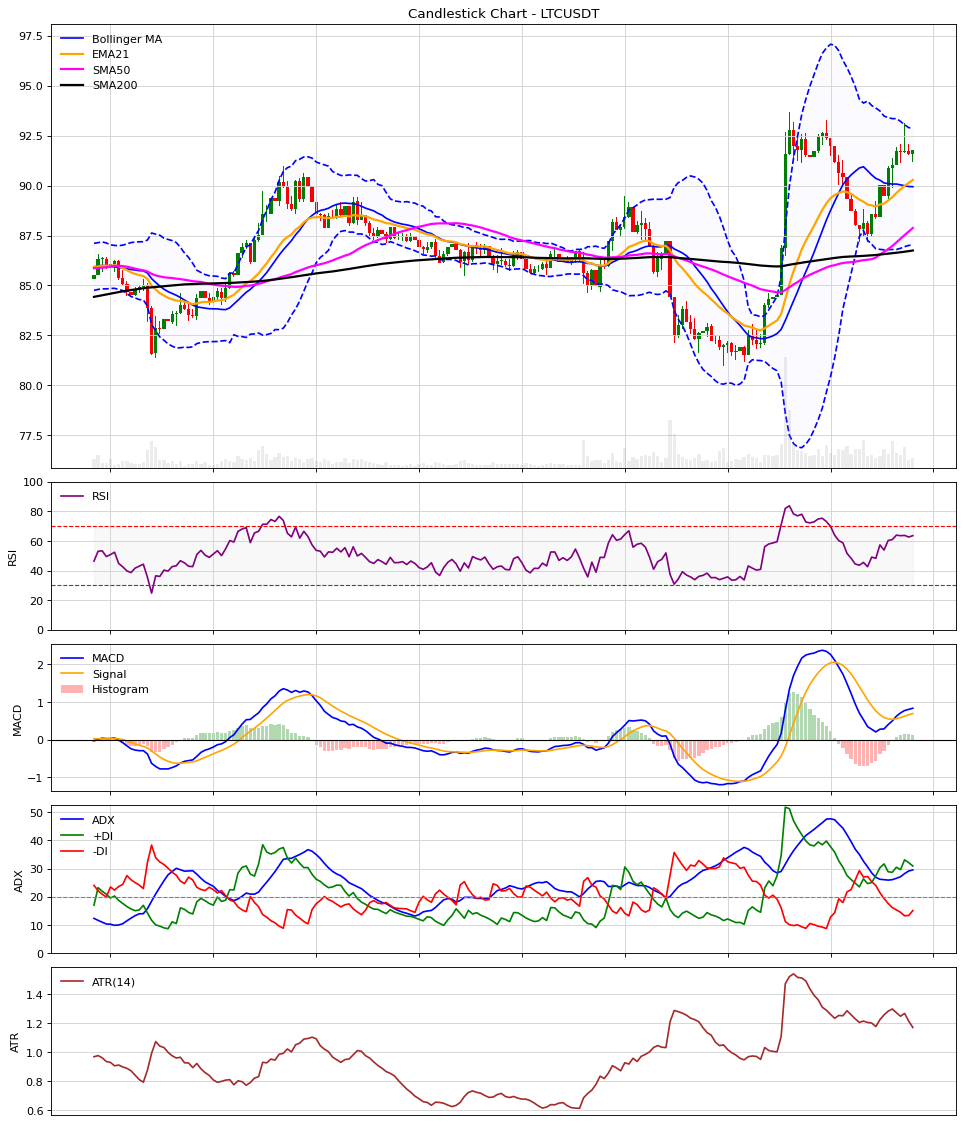 Candlestick Chart - LTCUSDT
97.5
95.0
92.5
90.0
87.5
85.0
82.5
80.0
77.5
Bollinger MA
EMA21
SMA50
SMA200
100
80
60
40
20
0
RSI
RSI
2
1
0
−1
MACD
MACD
Signal
Histogram
50
40
30
20
10
0
ADX
ADX
+DI
-DI
1.4
1.2
1.0
0.8
0.6
ATR
ATR(14)